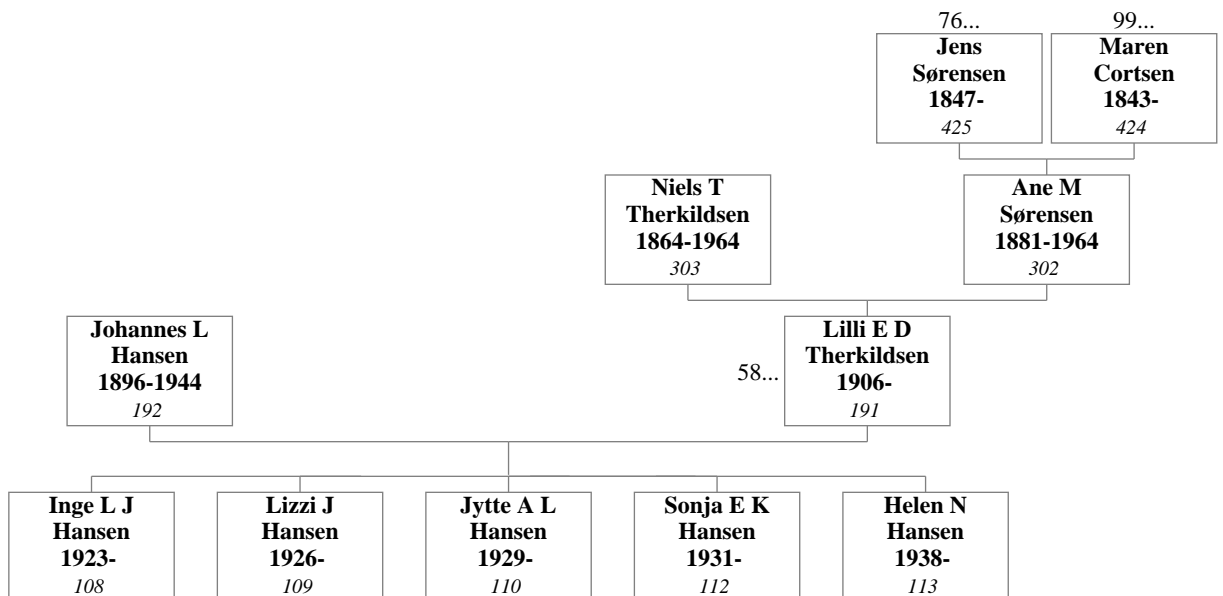 76...
99...
Jens
Sørensen
1847-
425
Maren
Cortsen
1843-
424
Niels T
Therkildsen
1864-1964
303
Ane M
Sørensen
1881-1964
302
Johannes L
Hansen
1896-1944
192
58...
Lilli E D
Therkildsen
1906-
191
Inge L J
Hansen
1923-
108
Lizzi J
Hansen
1926-
109
Jytte A L
Hansen
1929-
110
Sonja E K
Hansen
1931-
112
Helen N
Hansen
1938-
113